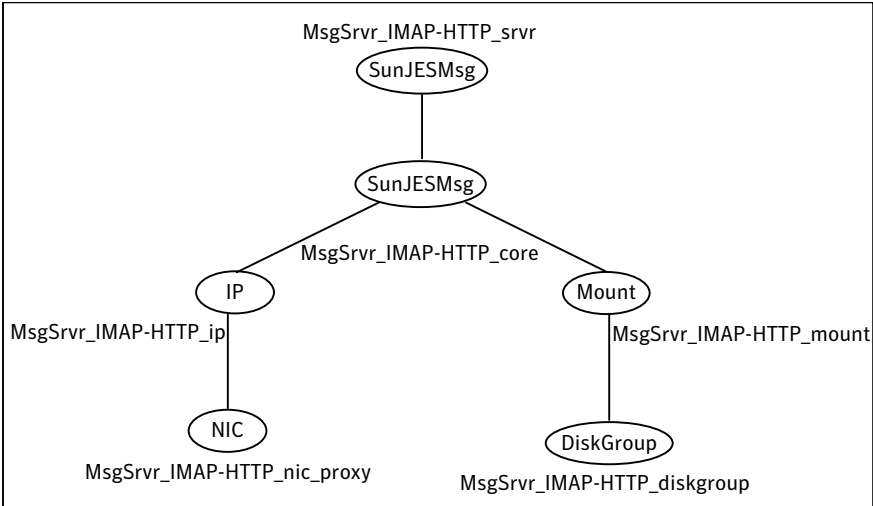 MsgSrvr_IMAP-HTTP_srvr
SunJESMsg
SunJESMsg
MsgSrvr_IMAP-HTTP_core
IP
Mount
MsgSrvr_IMAP-HTTP_ip
MsgSrvr_IMAP-HTTP_mount
NIC
DiskGroup
MsgSrvr_IMAP-HTTP_nic_proxy
MsgSrvr_IMAP-HTTP_diskgroup